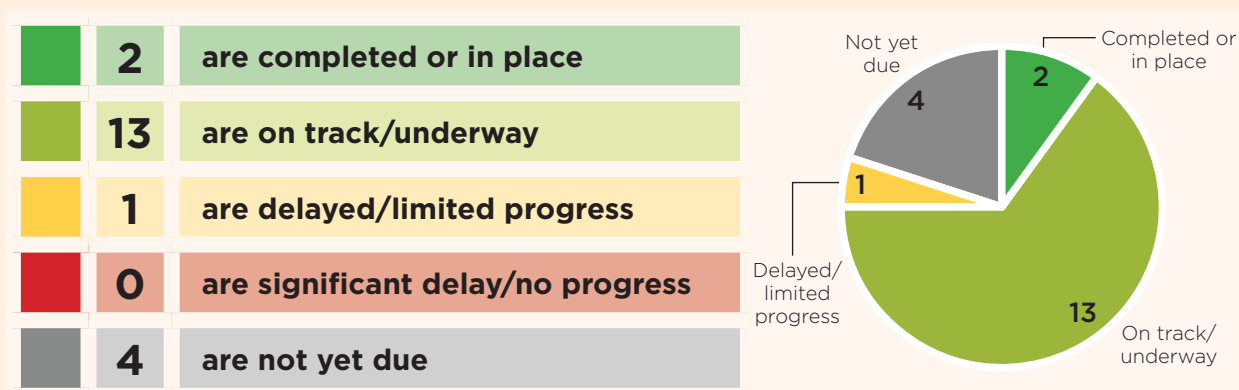 2 are completed or in place
13 are on track/underway
1 are delayed/limited progress
0 are significant delay/no progress
4 are not yet due
Not yet
due
4
Completed or
in place
2
1
Delayed/
limited
progress
13
On track/
underway